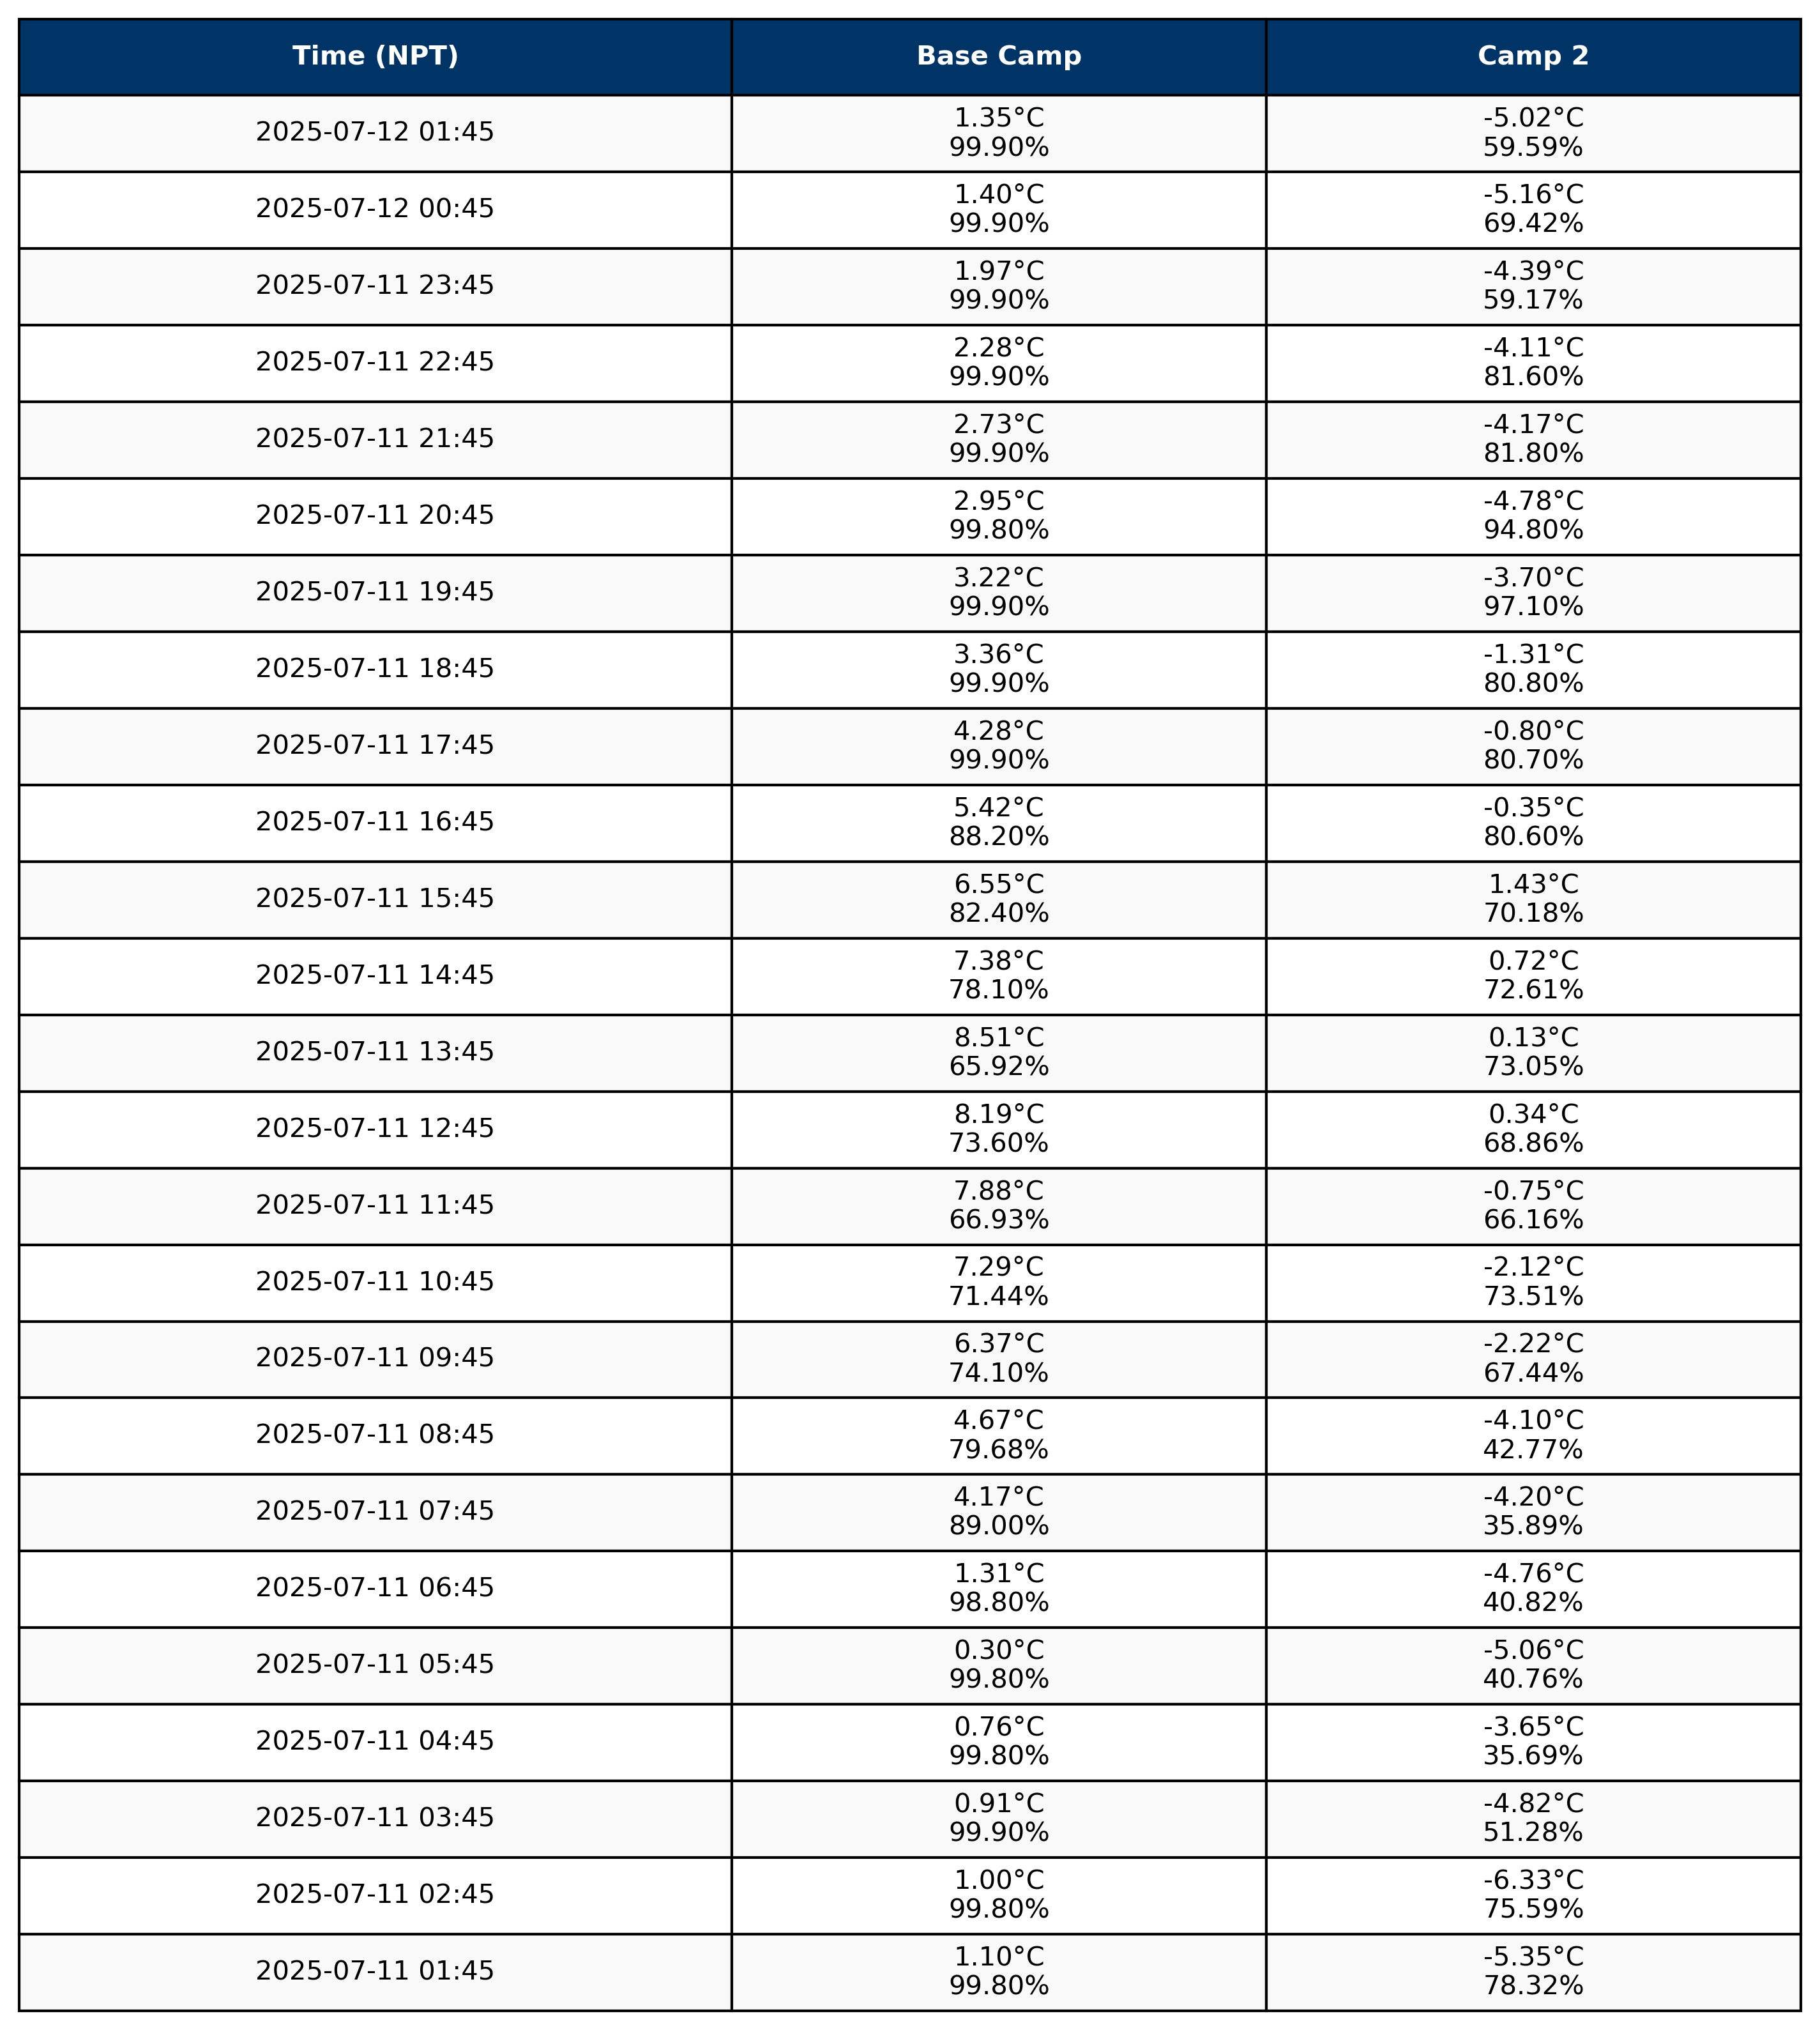 Time (NPT) Base Camp Camp 2
2025-07-12 01:45
1.35°C
99.90%
-5.02°C
59.59%
2025-07-12 00:45
1.40°C
99.90%
-5.16°C
69.42%
2025-07-11 23:45
1.97°C
99.90%
-4.39°C
59.17%
2025-07-11 22:45
2.28°C
99.90%
-4.11°C
81.60%
2025-07-11 21:45
2.73°C
99.90%
-4.17°C
81.80%
2025-07-11 20:45
2.95°C
99.80%
-4.78°C
94.80%
2025-07-11 19:45
3.22°C
99.90%
-3.70°C
97.10%
2025-07-11 18:45
3.36°C
99.90%
-1.31°C
80.80%
2025-07-11 17:45
4.28°C
99.90%
-0.80°C
80.70%
2025-07-11 16:45
5.42°C
88.20%
-0.35°C
80.60%
2025-07-11 15:45
6.55°C
82.40%
1.43°C
70.18%
2025-07-11 14:45
7.38°C
78.10%
0.72°C
72.61%
2025-07-11 13:45
8.51°C
65.92%
0.13°C
73.05%
2025-07-11 12:45
8.19°C
73.60%
0.34°C
68.86%
2025-07-11 11:45
7.88°C
66.93%
-0.75°C
66.16%
2025-07-11 10:45
7.29°C
71.44%
-2.12°C
73.51%
2025-07-11 09:45
6.37°C
74.10%
-2.22°C
67.44%
2025-07-11 08:45
4.67°C
79.68%
-4.10°C
42.77%
2025-07-11 07:45
4.17°C
89.00%
-4.20°C
35.89%
2025-07-11 06:45
1.31°C
98.80%
-4.76°C
40.82%
2025-07-11 05:45
0.30°C
99.80%
-5.06°C
40.76%
2025-07-11 04:45
0.76°C
99.80%
-3.65°C
35.69%
2025-07-11 03:45
0.91°C
99.90%
-4.82°C
51.28%
2025-07-11 02:45
1.00°C
99.80%
-6.33°C
75.59%
2025-07-11 01:45
1.10°C
99.80%
-5.35°C
78.32%